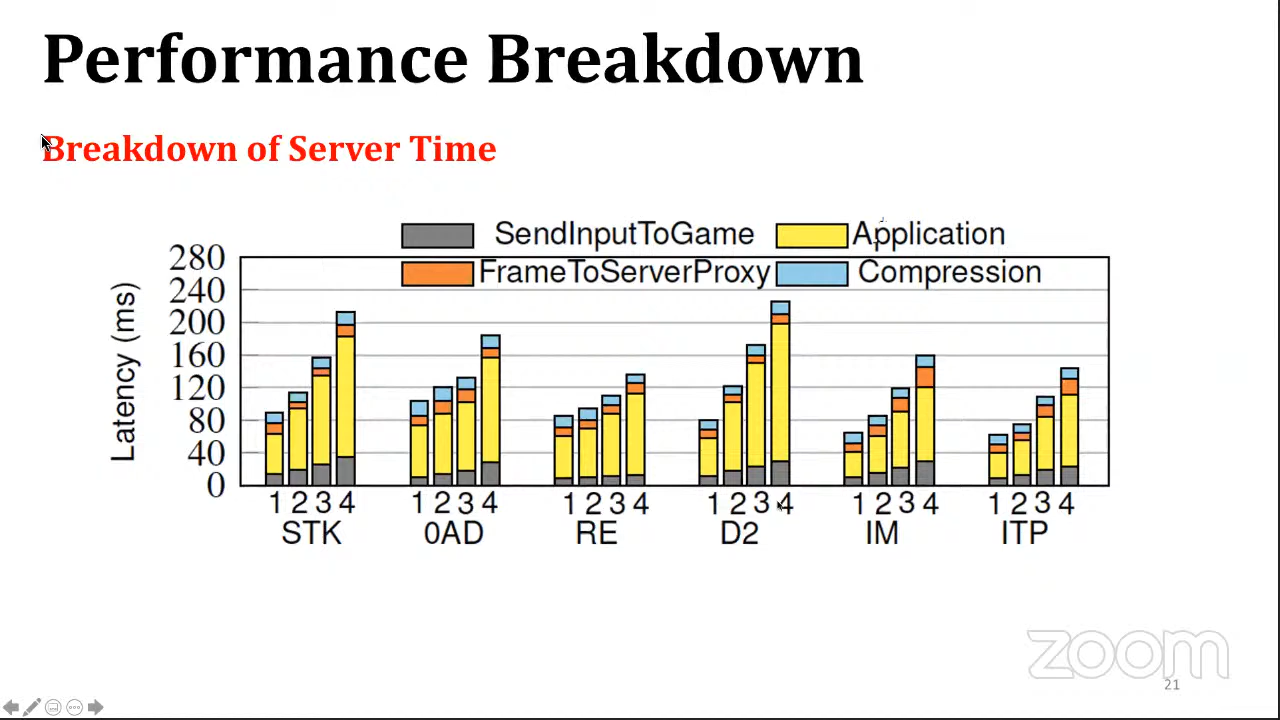 Performance Breakdown
Breakdown of Server Time
SendInputToGame Application
FrameToServerProxy Compression
280
240
200
160
120
80
40
0
Latency (ms)
1 2 3 4 1 2 3 4 1 2 3 4 1 2 3 4 1 2 3 4 1 2 3 4
STK 0AD RE D2 IM ITP
zoom
21